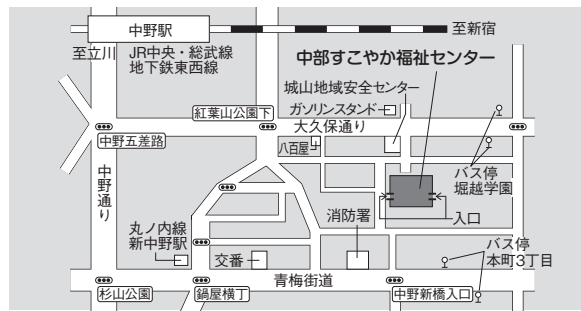 中野駅
至新宿
至立川
JR中央・総武線
地下鉄東西線
中部すこやか福祉センター
城山地域安全センター
ガソリンスタンド
紅葉山公園下
大久保通り
中野五差路
八百屋
バス停
堀越学園
中野通り
入口
丸ノ内線
新中野駅
消防署
交番
バス停
本町3丁目
青梅街道
杉山公園
鍋屋横丁
中野新橋入口